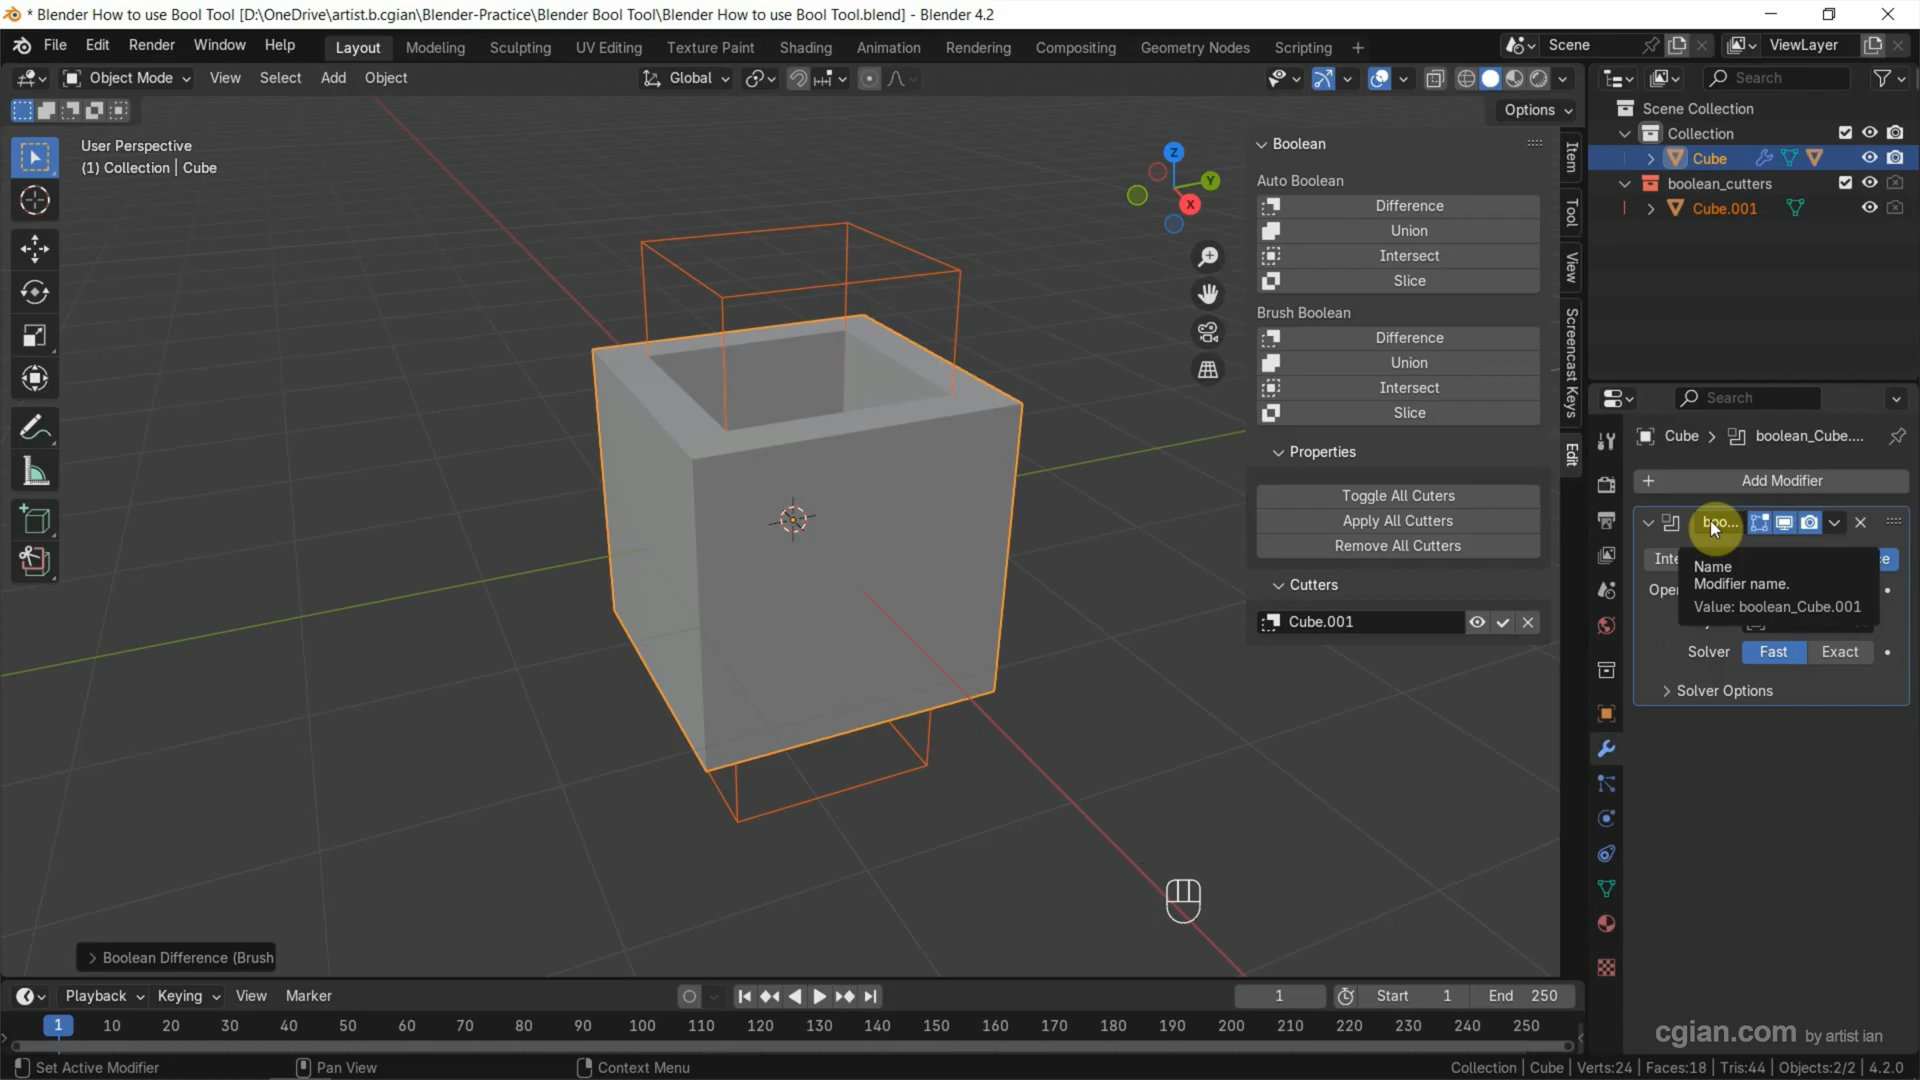 * Blender How to use Bool Tool [D:\OneDrive\artist.b.cgian\Blender-Practice\Blender Bool Tool\Blender How to use Bool Tool.blend] - Blender 4.2
File Edit Render Window Help Layout Modeling Sculpting UV Editing Texture Paint Shading Animation Rendering Compositing Geometry Nodes Scripting + Scene ViewLayer
Object Mode View Select Add Object Global Search
Options
Scene Collection
Collection
Cube
boolean_cutters
Cube.001
User Perspective
(1) Collection | Cube
Z
Y
X
Boolean
Auto Boolean
Difference
Union
Intersect
Slice
Brush Boolean
Difference
Union
Intersect
Slice
Properties
Toggle All Cuters
Apply All Cutters
Remove All Cutters
Cutters
Cube.001
Item
Tool
View
Screencast Keys
Edit
Search
Cube > boolean_Cube....
Add Modifier
boo...
Inte
e
Ope
Name
Modifier name.
Value: boolean_Cube.001
Solver Fast Exact
Solver Options
Boolean Difference (Brush
Playback Keying View Marker 1 Start 1 End 250
1 10 20 30 40 50 60 70 80 90 100 110 120 130 140 150 160 170 180 190 200 210 220 230 240 250
cgian.com by artist ian
Set Active Modifier Pan View Context Menu Collection | Cube | Verts:24 | Faces:18 | Tris:44 | Objects:2/2 | 4.2.0